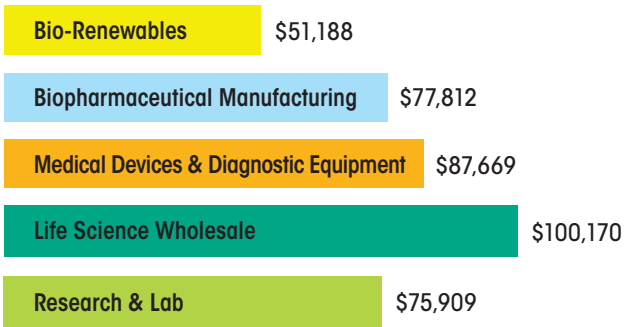 Bio-Renewables $51,188
Biopharmaceutical Manufacturing $77,812
Medical Devices & Diagnostic Equipment $87,669
Life Science Wholesale $100,170
Research & Lab $75,909